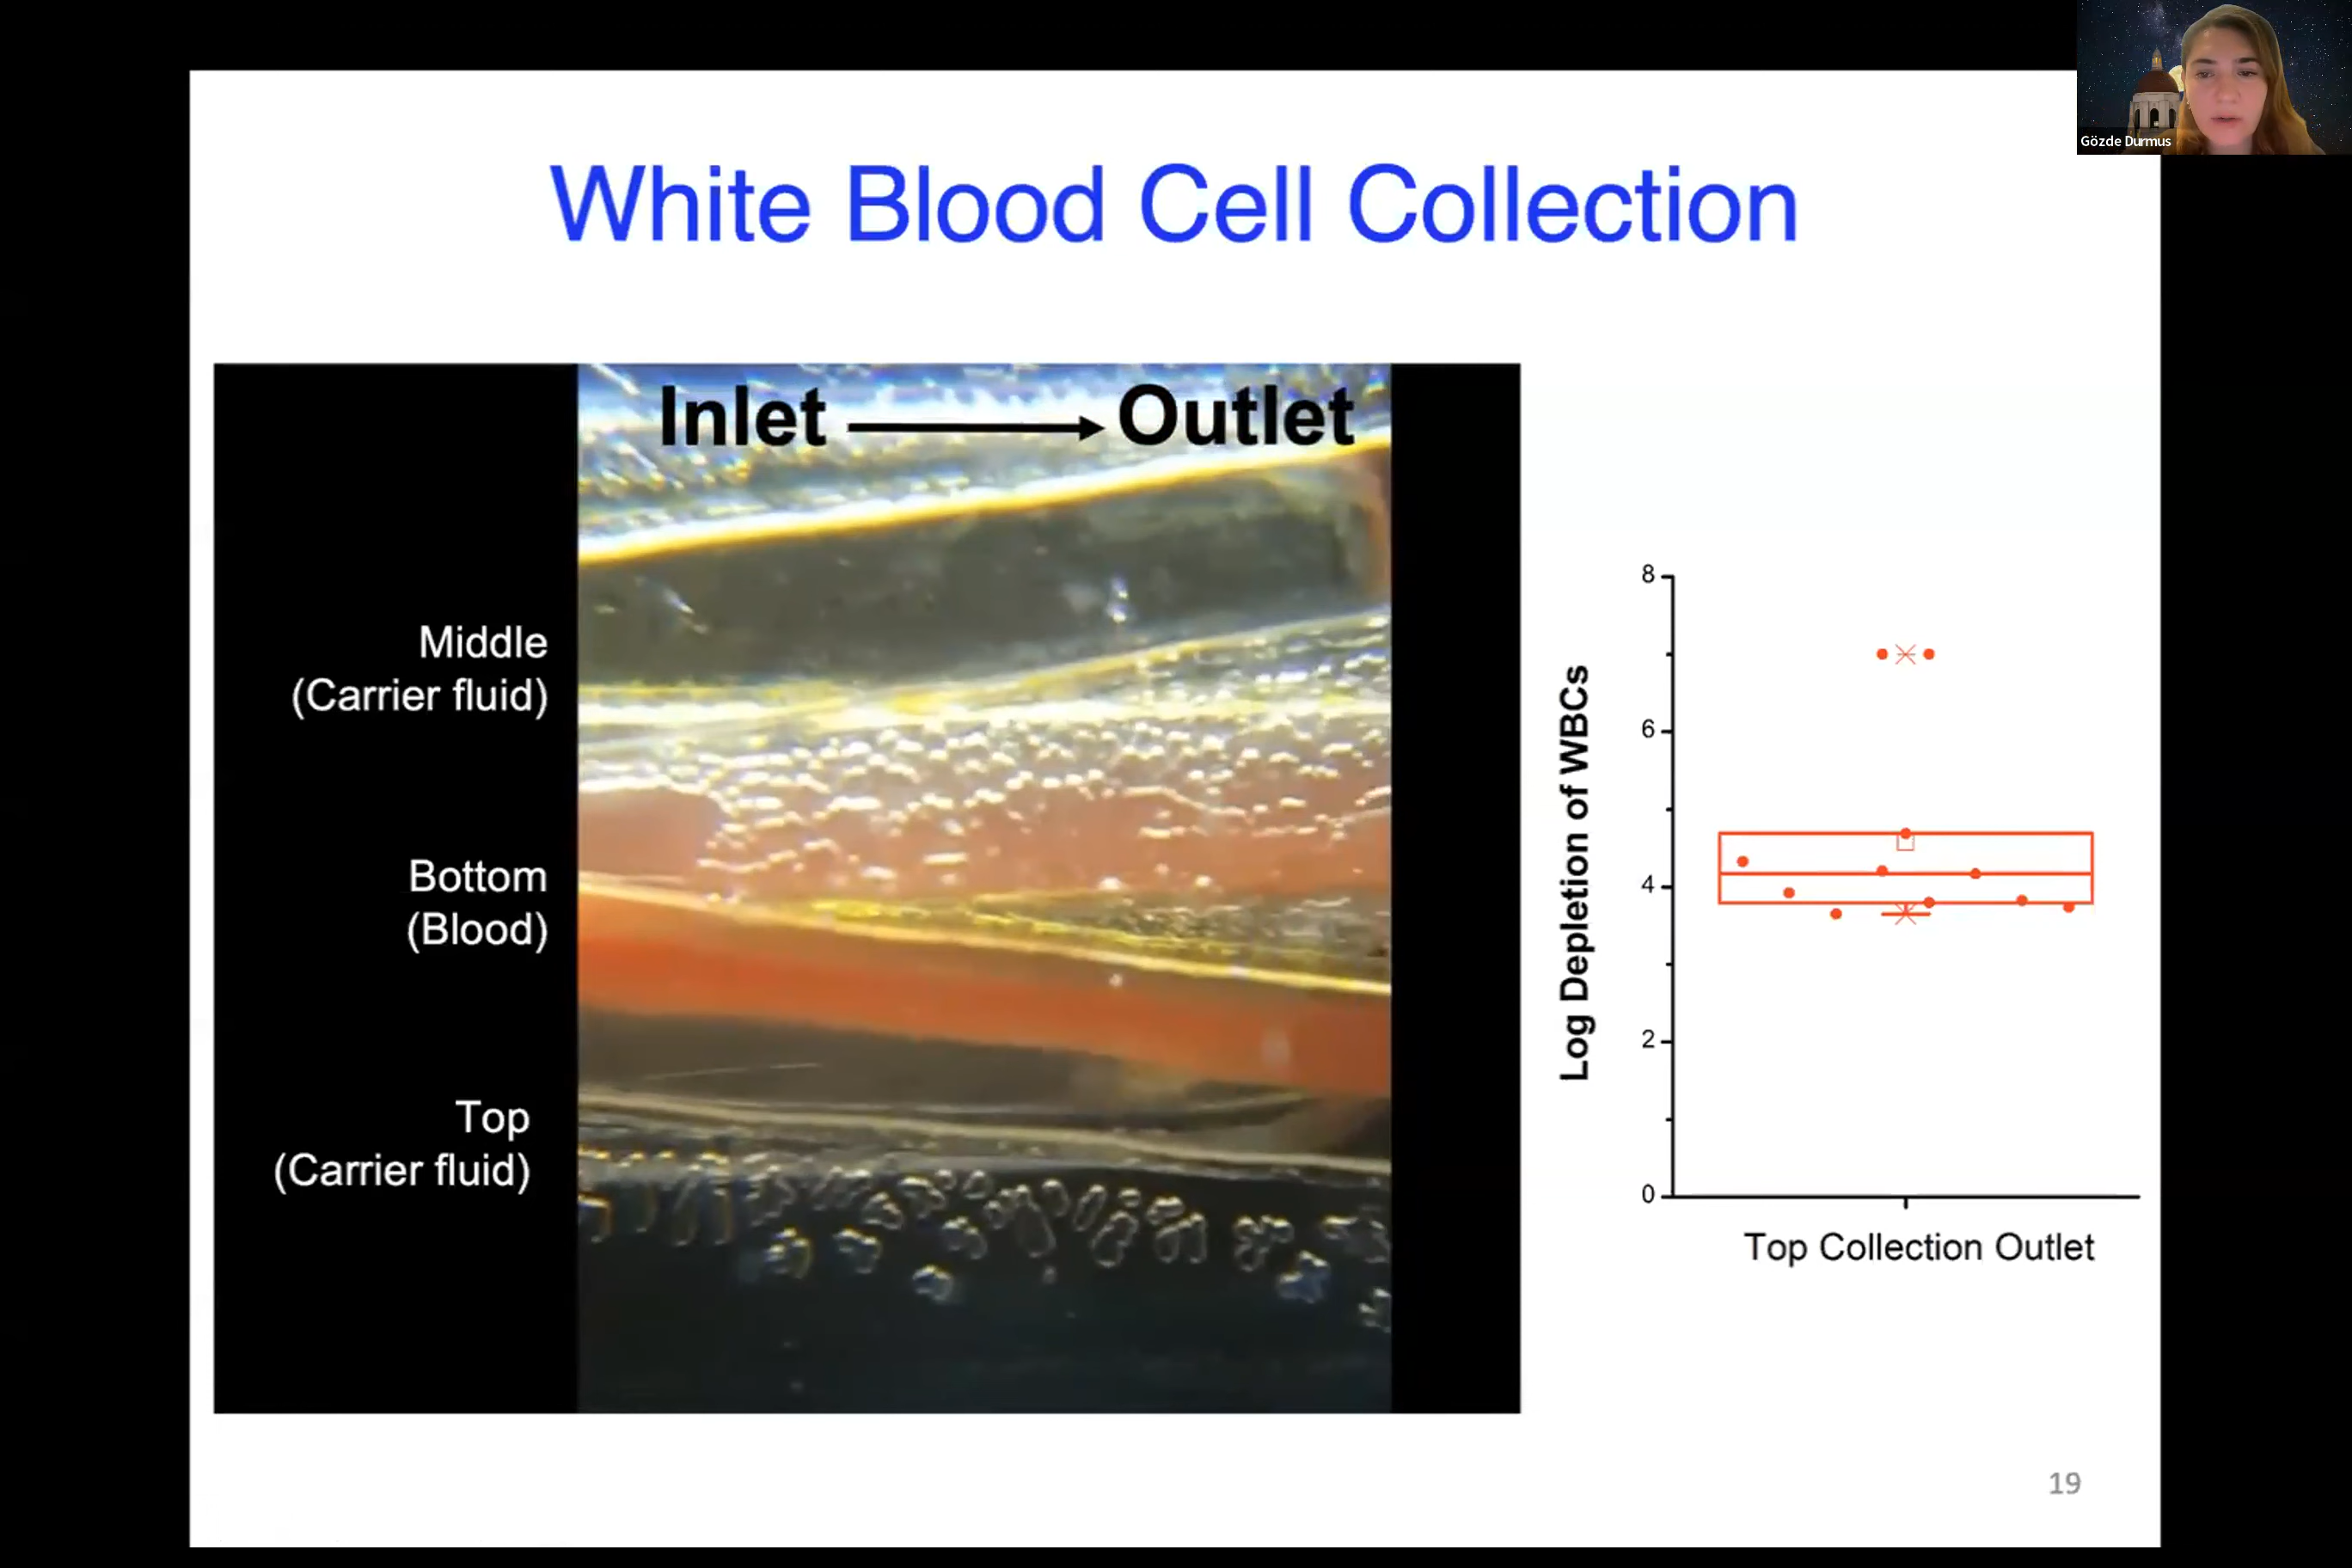 Gözde Durmus
White Blood Cell Collection
Inlet
Outlet
Middle
(Carrier fluid)
Bottom
(Blood)
Top
(Carrier fluid)
Log Depletion of WBCs
8
6
4
2
0
Top Collection Outlet
19